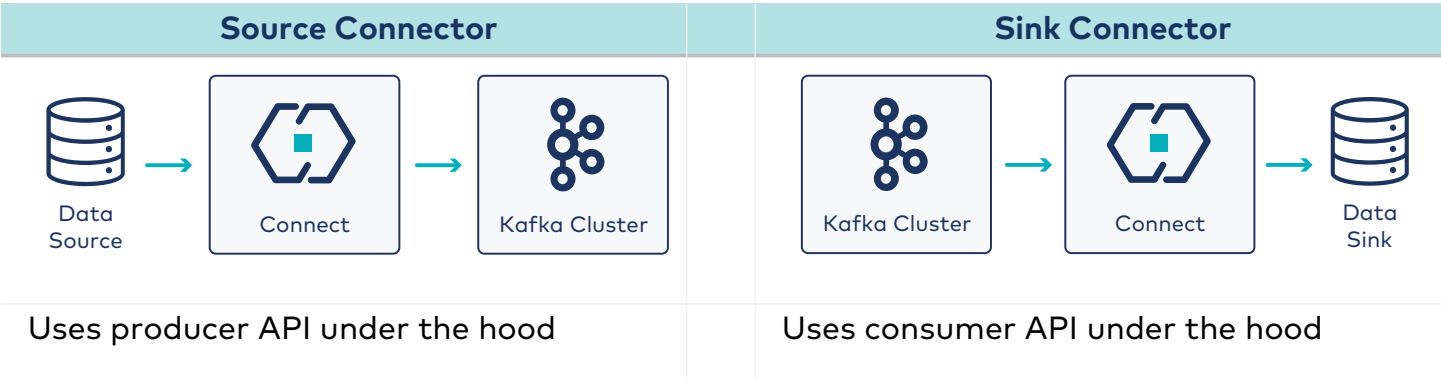 Source Connector
Sink Connector
Data
Source
Connect
Kafka Cluster
Kafka Cluster
Connect
Data
Sink
Uses producer API under the hood
Uses consumer API under the hood